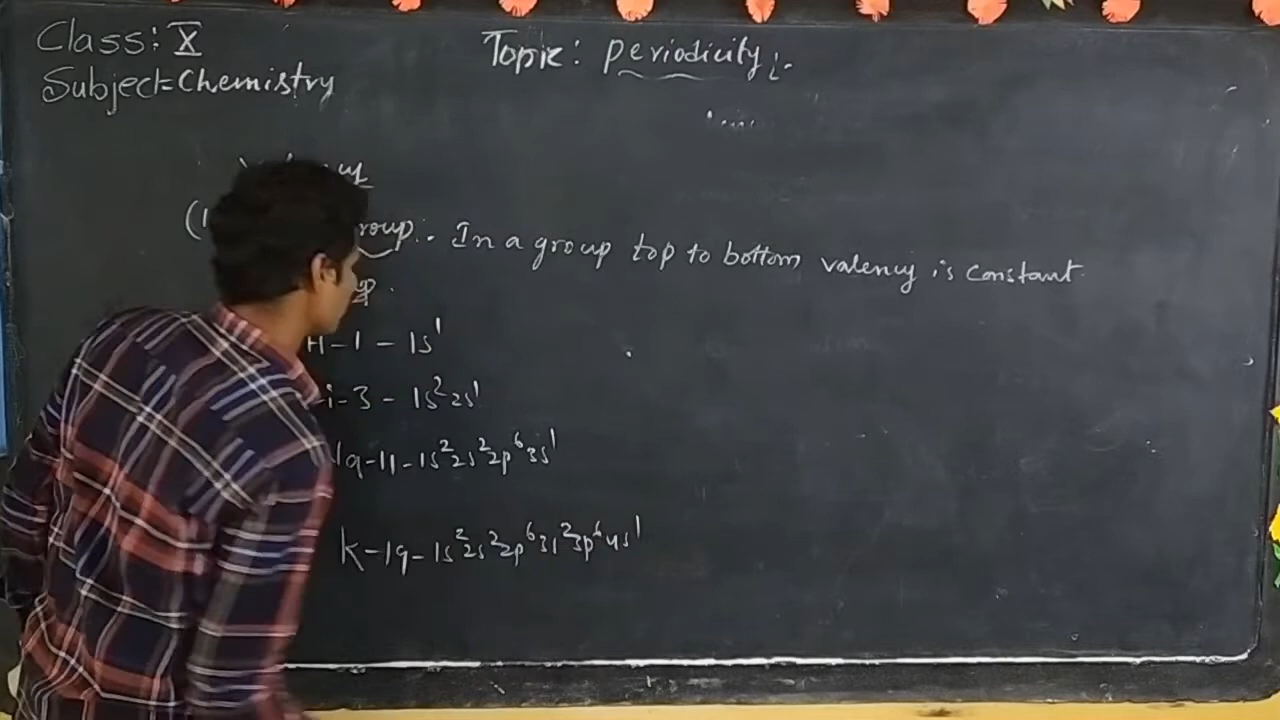 Class: X
Subject=Chemistry
Topic: periodicity:-
group:- In a group top to bottom valency is constant.
H-1-1s¹
i-3-1s²2s¹
-11-1s²2s²2p⁶3s¹
K-19-1s²2s²2p⁶3s²3p⁶4s¹